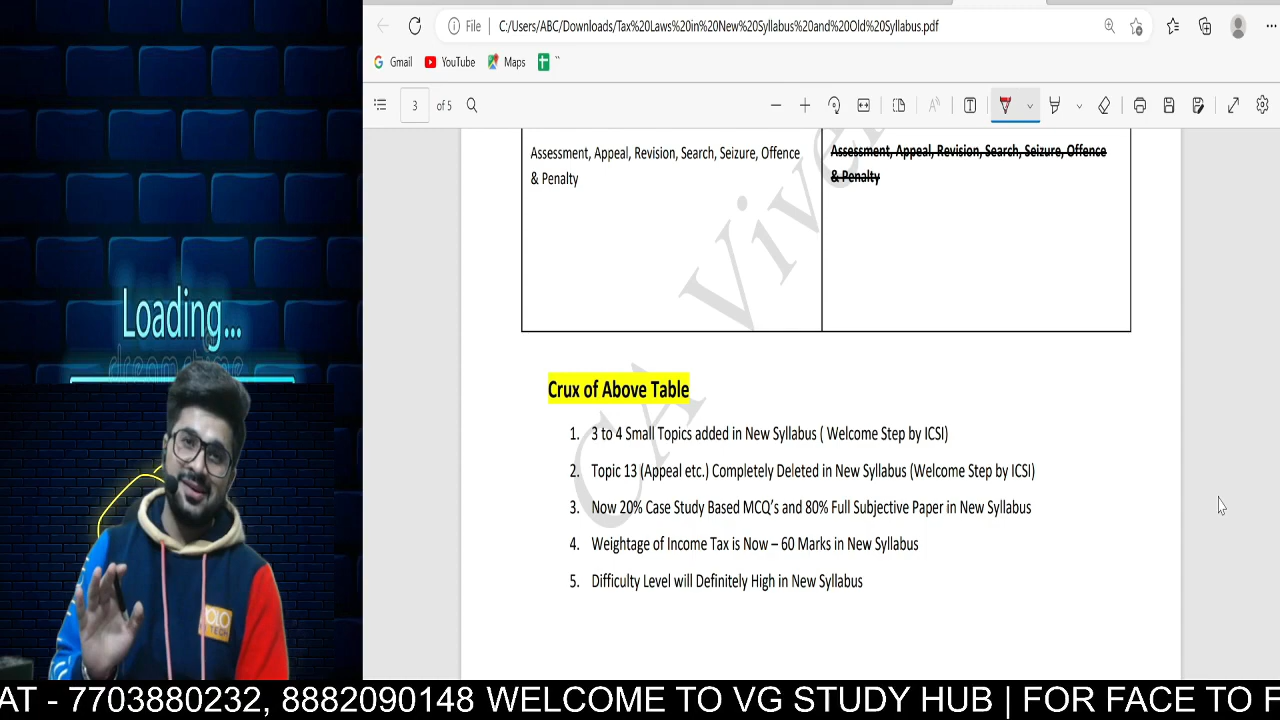 File
C:/Users/ABC/Downloads/Tax%20Laws%20in%20New%20Syllabus%20and%20Old%20Syllabus.pdf
Gmail YouTube Maps ``
3 of 5
Assessment, Appeal, Revision, Search, Seizure, Offence
& Penalty
Assessment, Appeal, Revision, Search, Seizure, Offence
& Penalty
Loading...
Crux of Above Table
1. 3 to 4 Small Topics added in New Syllabus ( Welcome Step by ICSI)
2. Topic 13 (Appeal etc.) Completely Deleted in New Syllabus (Welcome Step by ICSI)
3. Now 20% Case Study Based MCQ's and 80% Full Subjective Paper in New Syllabus
4. Weightage of Income Tax is Now – 60 Marks in New Syllabus
5. Difficulty Level will Definitely High in New Syllabus
CA Vive
AT - 7703880232, 8882090148 WELCOME TO VG STUDY HUB | FOR FACE TO F